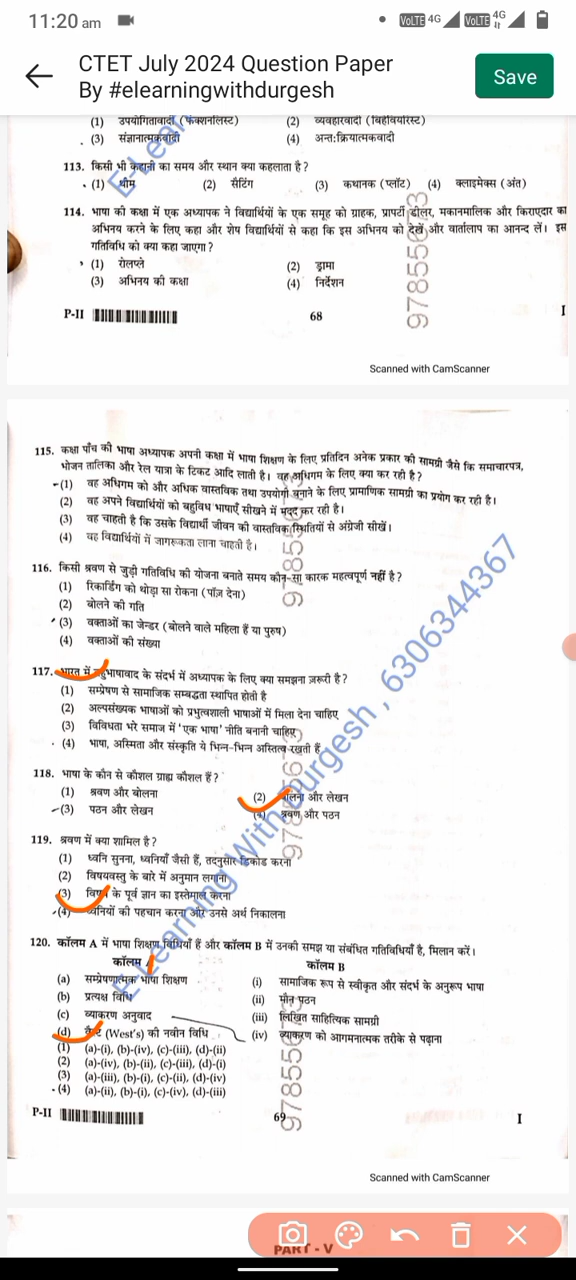 11:20 am
VoLTE 4G VoLTE 4G
CTET July 2024 Question Paper
By #elearningwithdurgesh
Save
(1) उपयोगितावादी (फंक्शनलिस्ट) (2) व्यवहारवादी (बिहेवियरिस्ट)
(3) संज्ञानात्मकवादी (4) अन्त:क्रियात्मकवादी
113. किसी भी कहानी का समय और स्थान क्या कहलाता है ?
(1) थीम (2) सैटिंग (3) कथानक (प्लॉट) (4) क्लाइमेक्स (अंत)
114. भाषा की कक्षा में एक अध्यापक ने विद्यार्थियों के एक समूह को ग्राहक, प्रापर्टी डीलर, मकानमालिक और किराएदार का
अभिनय करने के लिए कहा और शेष विद्यार्थियों से कहा कि इस अभिनय को देखें और वार्तालाप का आनन्द लें। इस
गतिविधि को क्या कहा जाएगा ?
(1) रोलप्ले (2) ड्रामा
(3) अभिनय की कक्षा (4) निर्देशन
P-II 68 I
Scanned with CamScanner
115. कक्षा पाँच की भाषा अध्यापक अपनी कक्षा में भाषा शिक्षण के लिए प्रतिदिन अनेक प्रकार की सामग्री जैसे कि समाचारपत्र,
भोजन तालिका और रेल यात्रा के टिकट आदि लाती है। वह अधिगम के लिए क्या कर रही है ?
(1) वह अधिगम को और अधिक वास्तविक तथा उपयोगी बनाने के लिए प्रामाणिक सामग्री का प्रयोग कर रही है।
(2) वह अपने विद्यार्थियों को बहुविध भाषाएँ सीखने में मदद कर रही है।
(3) वह चाहती है कि उसके विद्यार्थी जीवन की वास्तविक स्थितियों से अंग्रेजी सीखें।
(4) वह विद्यार्थियों में जागरूकता लाना चाहती है।
116. किसी श्रवण से जुड़ी गतिविधि की योजना बनाते समय कौन-सा कारक महत्वपूर्ण नहीं है ?
(1) रिकार्डिंग को थोड़ा सा रोकना (पॉज़ देना)
(2) बोलने की गति
(3) वक्ताओं का जेन्डर (बोलने वाले महिला हैं या पुरुष)
(4) वक्ताओं की संख्या
117. भारत में बहुभाषावाद के संदर्भ में अध्यापक के लिए क्या समझना ज़रूरी है ?
(1) सम्प्रेषण से सामाजिक सम्बद्धता स्थापित होती है
(2) अल्पसंख्यक भाषाओं को प्रभुत्वशाली भाषाओं में मिला देना चाहिए
(3) विविधता भरे समाज में 'एक भाषा' नीति बनानी चाहिए
(4) भाषा, अस्मिता और संस्कृति ये भिन्न-भिन्न अस्तित्व रखती हैं
118. भाषा के कौन से कौशल ग्राह्य कौशल हैं ?
(1) श्रवण और बोलना (2) बोलना और लेखन
(3) पठन और लेखन (4) श्रवण और पठन
119. श्रवण में क्या शामिल है ?
(1) ध्वनि सुनना, ध्वनियाँ जैसी हैं, तदनुसार डिकोड करना
(2) विषयवस्तु के बारे में अनुमान लगाना
(3) विषय के पूर्व ज्ञान का इस्तेमाल करना
(4) ध्वनियों की पहचान करना और उनसे अर्थ निकालना
120. कॉलम A में भाषा शिक्षण विधियाँ हैं और कॉलम B में उनकी समझ या संबंधित गतिविधियाँ है, मिलान करें।
कॉलम A कॉलम B
(a) सम्प्रेषणात्मक भाषा शिक्षण (i) सामाजिक रूप से स्वीकृत और संदर्भ के अनुरूप भाषा
(b) प्रत्यक्ष विधि (ii) मौन पठन
(c) व्याकरण अनुवाद (iii) लिखित साहित्यिक सामग्री
(d) (West's) की नवीन विधि (iv) व्याकरण को आगमनात्मक तरीके से पढ़ाना
(1) (a)-(i), (b)-(iv), (c)-(iii), (d)-(ii)
(2) (a)-(iv), (b)-(ii), (c)-(iii), (d)-(i)
(3) (a)-(iii), (b)-(i), (c)-(ii), (d)-(iv)
(4) (a)-(ii), (b)-(i), (c)-(iv), (d)-(iii)
P-II 69 I
E-Learning With Durgesh , 6306344367
Scanned with CamScanner
PART - V